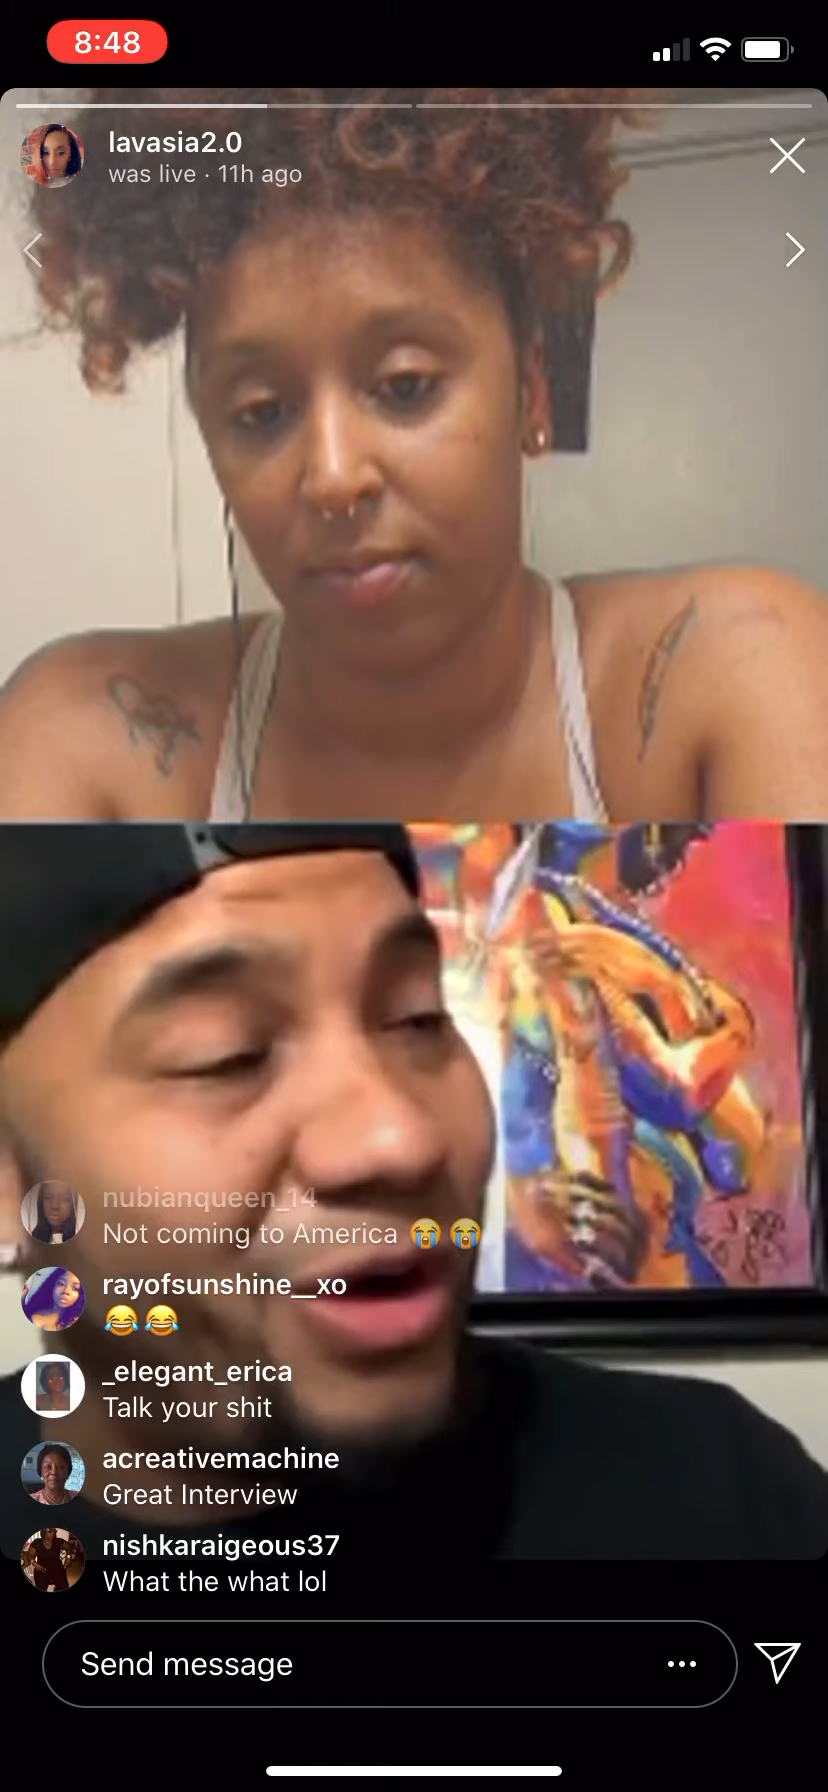 8:48
lavasia2.0
was live · 11h ago
nubianqueen_14
Not coming to America 😭😭
rayofsunshine__xo
😂😂
_elegant_erica
Talk your shit
acreativemachine
Great Interview
nishkaraigeous37
What the what lol
Send message